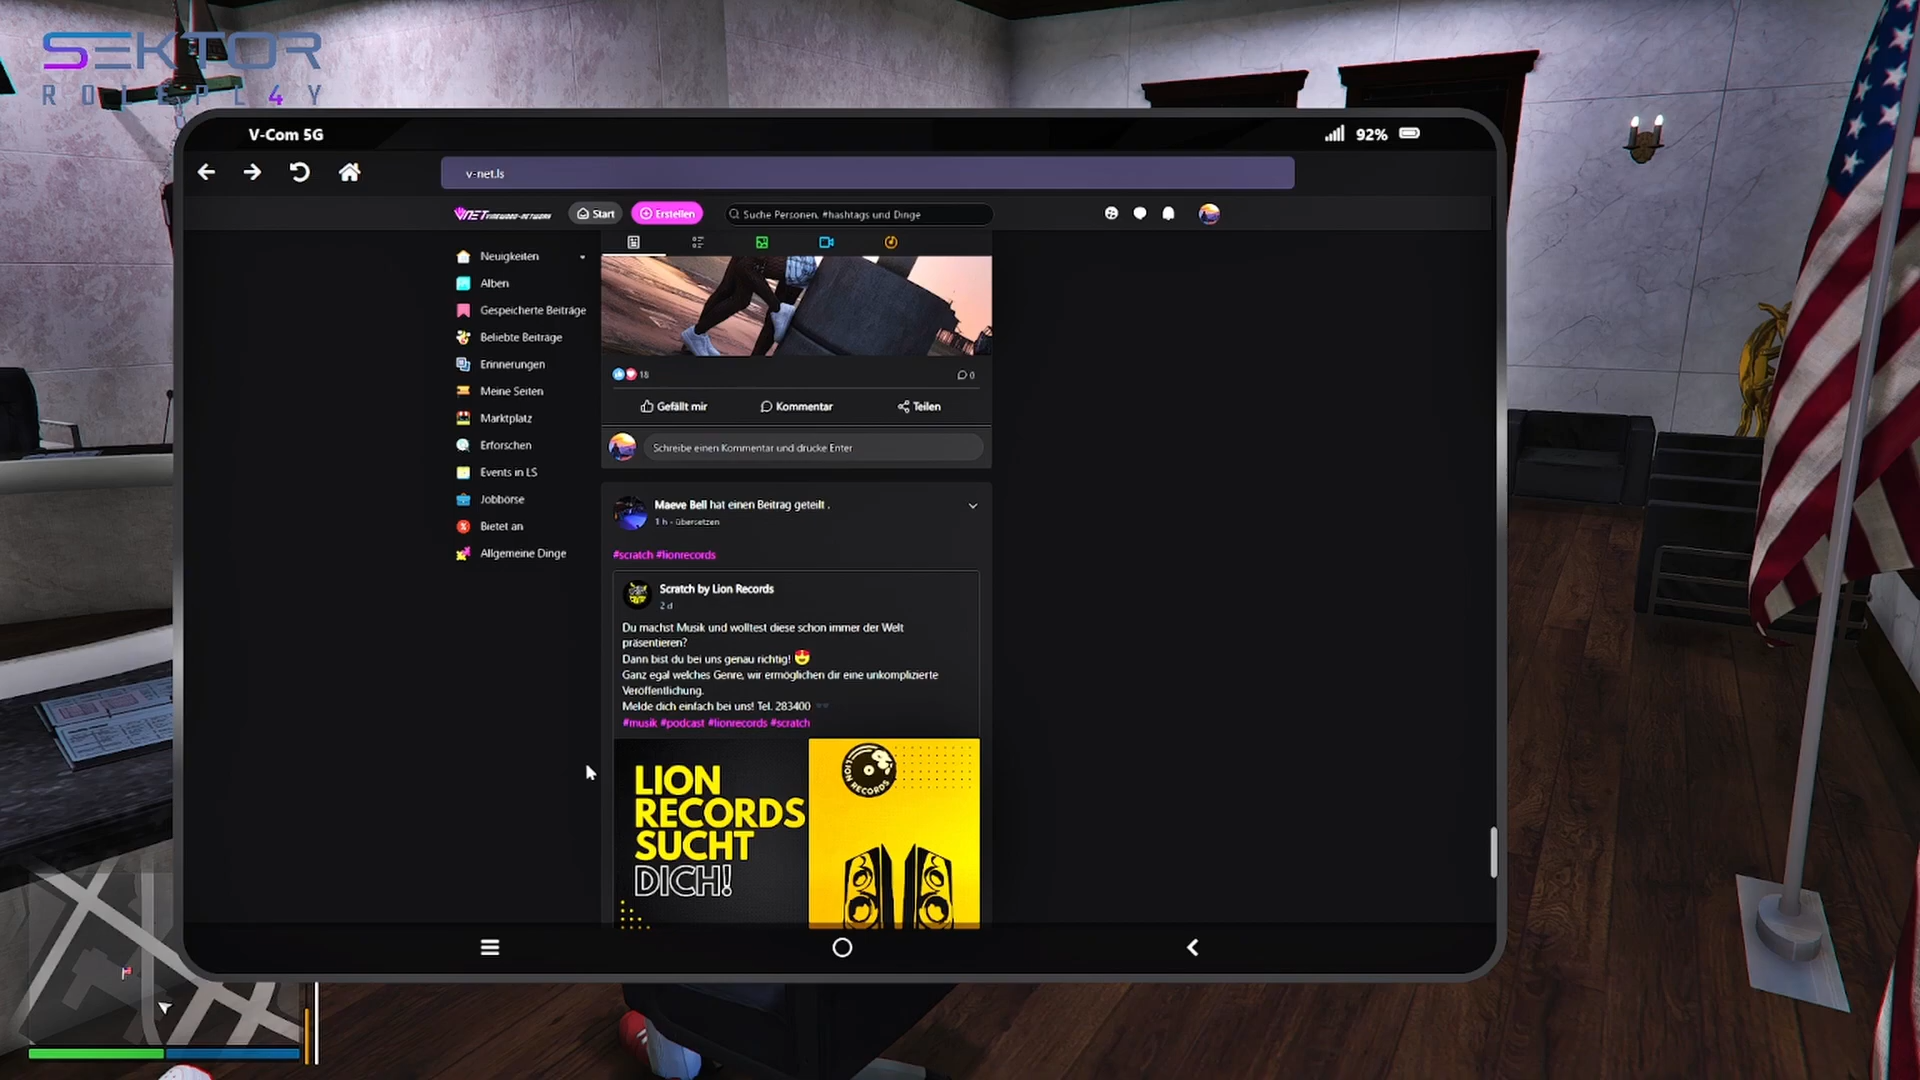 SEKTOR
ROLEPL4Y
V-Com 5G
92%
v-net.ls
VNET VINEWOOD-NETWORK
Start
Erstellen
Suche Personen, #hashtags und Dinge
Neuigkeiten
Alben
Gespeicherte Beiträge
Beliebte Beiträge
Erinnerungen
Meine Seiten
Marktplatz
Erforschen
Events in LS
Jobbörse
Bietet an
Allgemeine Dinge
18
0
Gefällt mir
Kommentar
Teilen
Schreibe einen Kommentar und drücke Enter
Maeve Bell hat einen Beitrag geteilt .
1 h - übersetzen
#scratch #lionrecords
Scratch by Lion Records
2 d
Du machst Musik und wolltest diese schon immer der Welt
präsentieren?
Dann bist du bei uns genau richtig!
Ganz egal welches Genre, wir ermöglichen dir eine unkomplizierte
Veröffentlichung.
Melde dich einfach bei uns! Tel. 283400
#musik #podcast #lionrecords #scratch
LION
RECORDS
SUCHT
DICH!
LION RECORDS